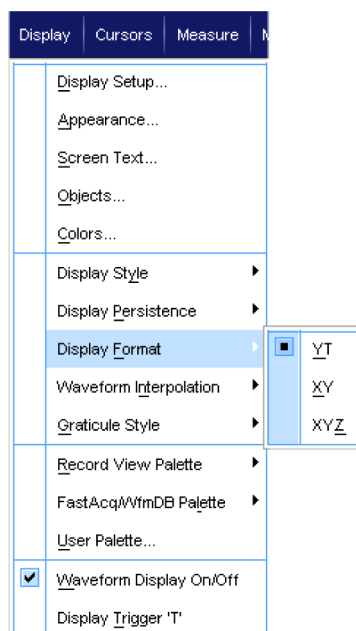 Display Cursors Measure
Display Setup...
Appearance...
Screen Text...
Objects...
Colors...
Display Style
Display Persistence
Display Format
YT
Waveform Interpolation
XY
Graticule Style
XYZ
Record View Palette
FastAcq/WfmDB Palette
User Palette...
Waveform Display On/Off
Display Trigger 'T'